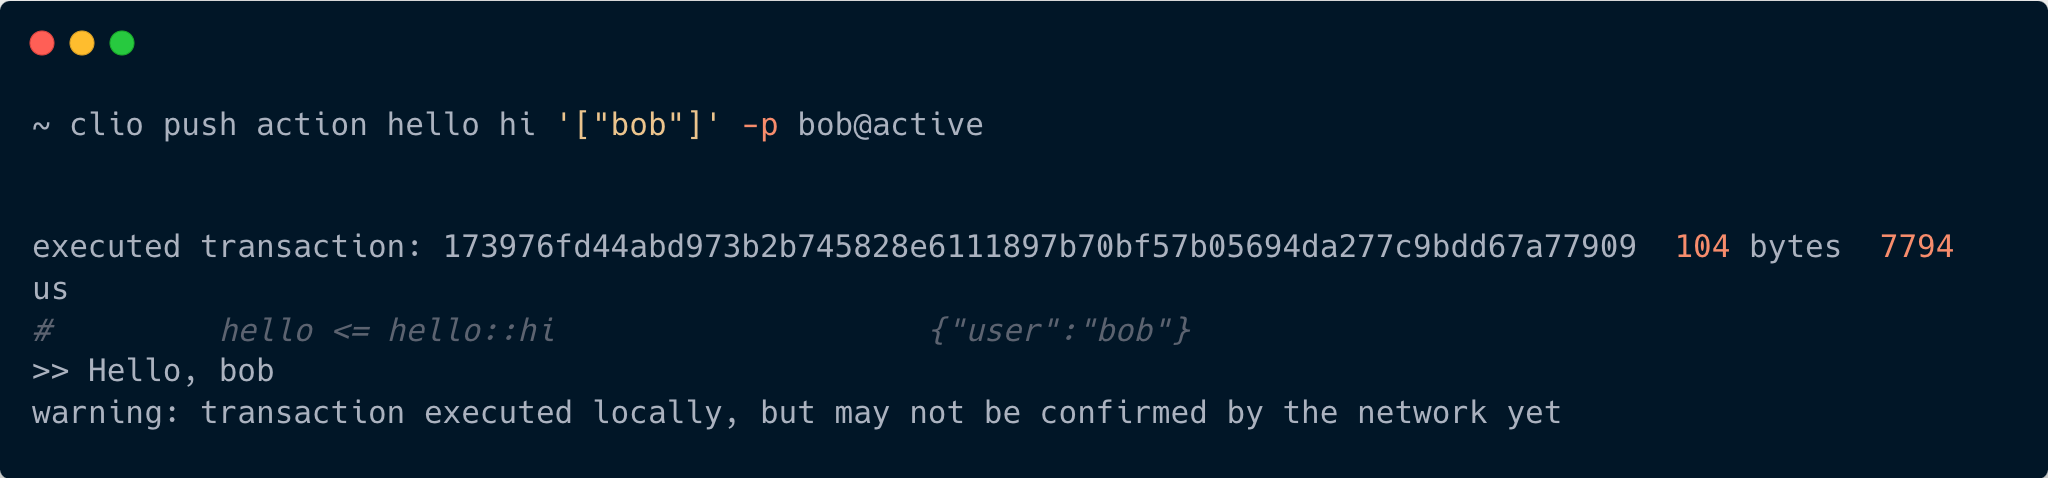 ~ clio push action hello hi '["bob"]' -p bob@active
executed transaction: 173976fd44abd973b2b745828e6111897b70bf57b05694da277c9bdd67a77909  104 bytes  7794
us
#         hello <= hello::hi                    {"user":"bob"}
>> Hello, bob
warning: transaction executed locally, but may not be confirmed by the network yet